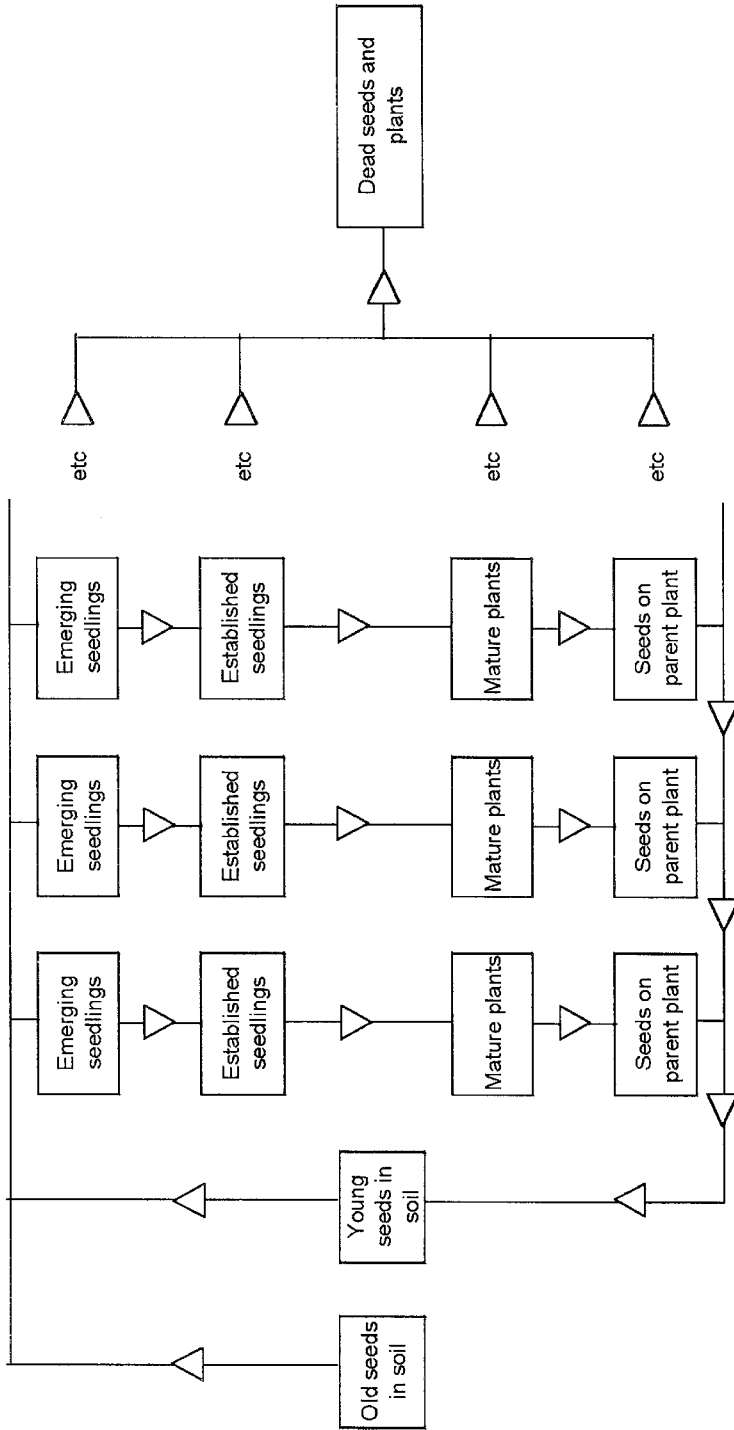 Old seeds
in soil
Young
seeds in
soil
Seeds on
parent plant
Mature plants
Established
seedlings
Emerging
seedlings
Seeds on
parent plant
Mature plants
Established
seedlings
Emerging
seedlings
Seeds on
parent plant
Mature plants
Established
seedlings
Emerging
seedlings
etc
etc
etc
etc
Dead seeds and
plants